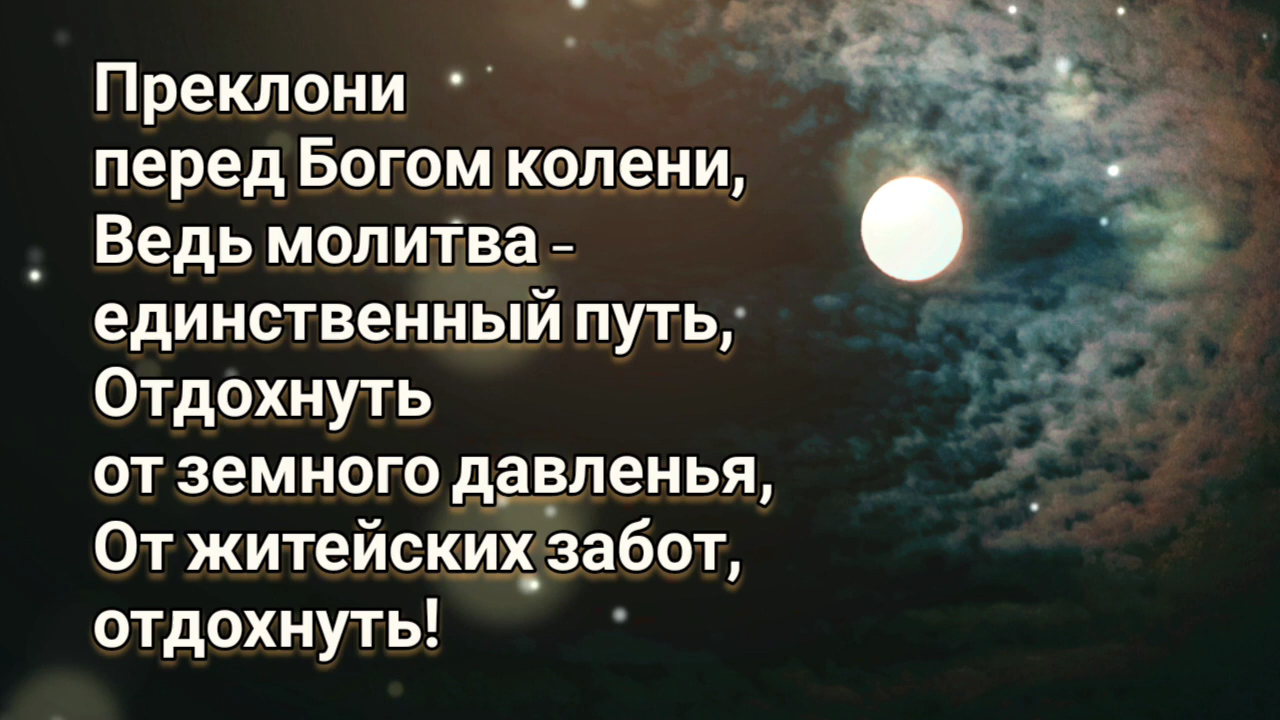 Преклони
перед Богом колени,
Ведь молитва –
единственный путь,
Отдохнуть
от земного давленья,
От житейских забот,
отдохнуть!